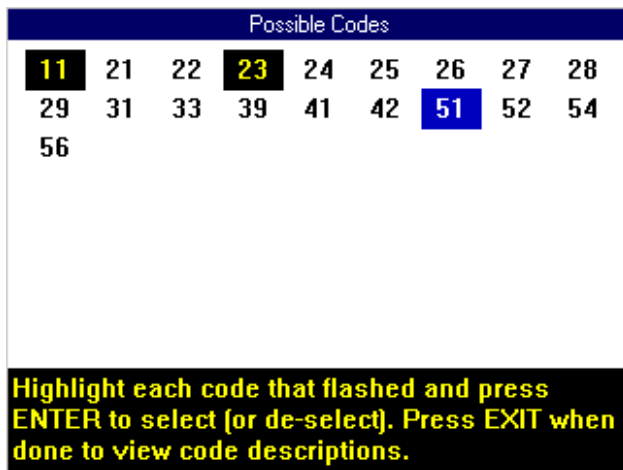 Possible Codes
11 21 22 23 24 25 26 27 28
29 31 33 39 41 42 51 52 54
56
Highlight each code that flashed and press
ENTER to select (or de-select). Press EXIT when
done to view code descriptions.